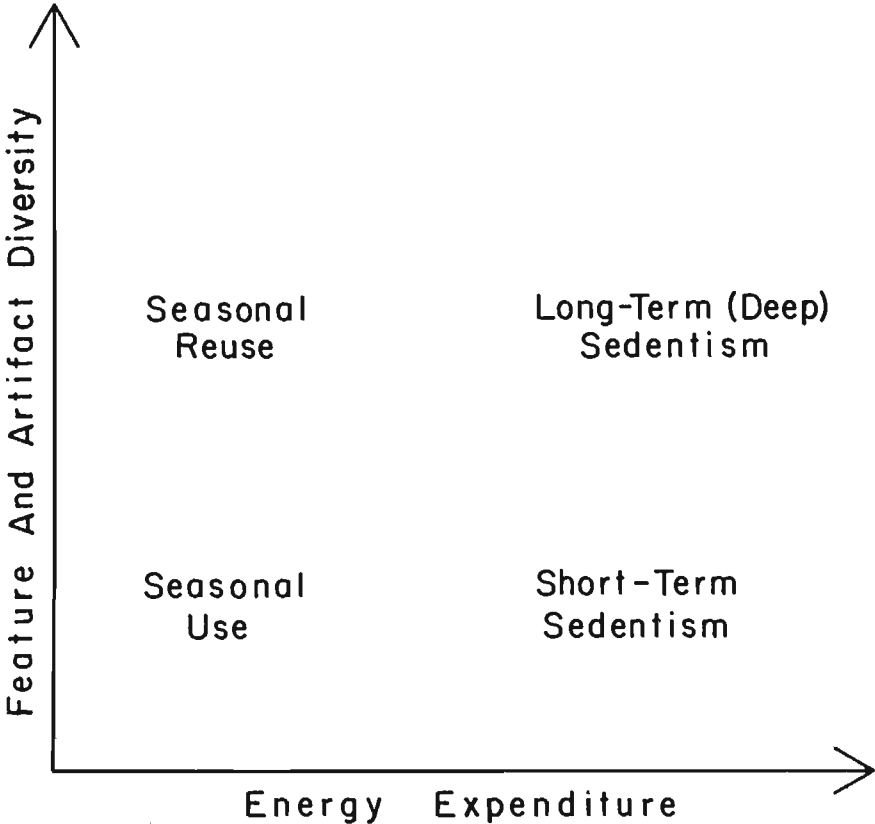 Feature And Artifact Diversity
Seasonal
Reuse
Long-Term (Deep)
Sedentism
Seasonal
Use
Short-Term
Sedentism
Energy Expenditure